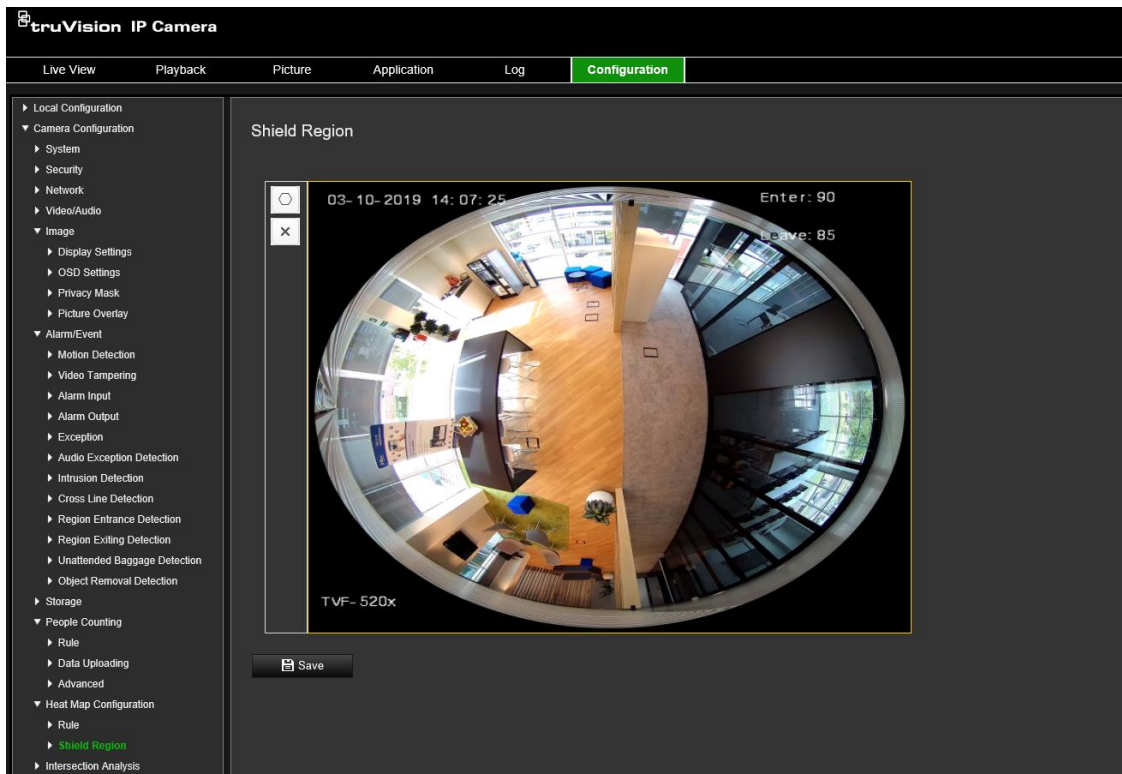 truVision IP Camera
Live View Playback Picture Application Log Configuration
Local Configuration
Camera Configuration
System
Security
Network
Video/Audio
Image
Display Settings
OSD Settings
Privacy Mask
Picture Overlay
Alarm/Event
Motion Detection
Video Tampering
Alarm Input
Alarm Output
Exception
Audio Exception Detection
Intrusion Detection
Cross Line Detection
Region Entrance Detection
Region Exiting Detection
Unattended Baggage Detection
Object Removal Detection
Storage
People Counting
Rule
Data Uploading
Advanced
Heat Map Configuration
Rule
Shield Region
Intersection Analysis
Shield Region
03-10-2019 14:07:25
Enter: 90
Leave: 85
TVF-520x
Save